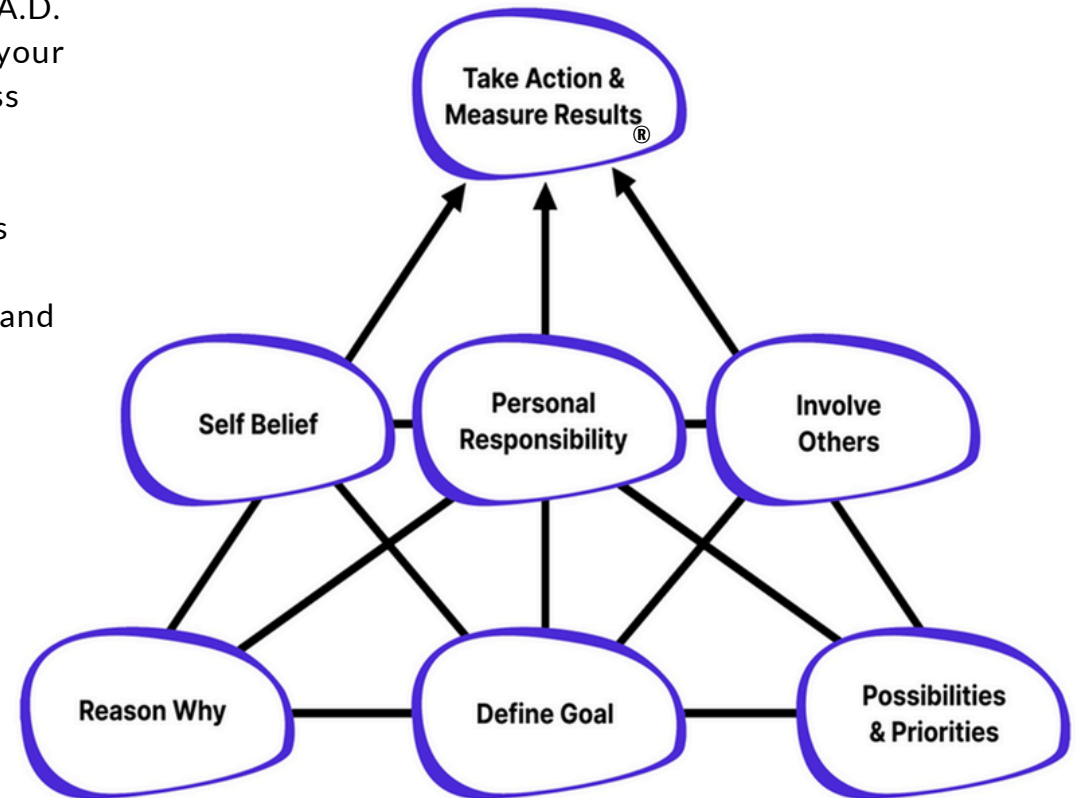 A.D.
your
ss
s
and
Take Action &
Measure Results
®
Self Belief
Personal
Responsibility
Involve
Others
Reason Why
Define Goal
Possibilities
& Priorities